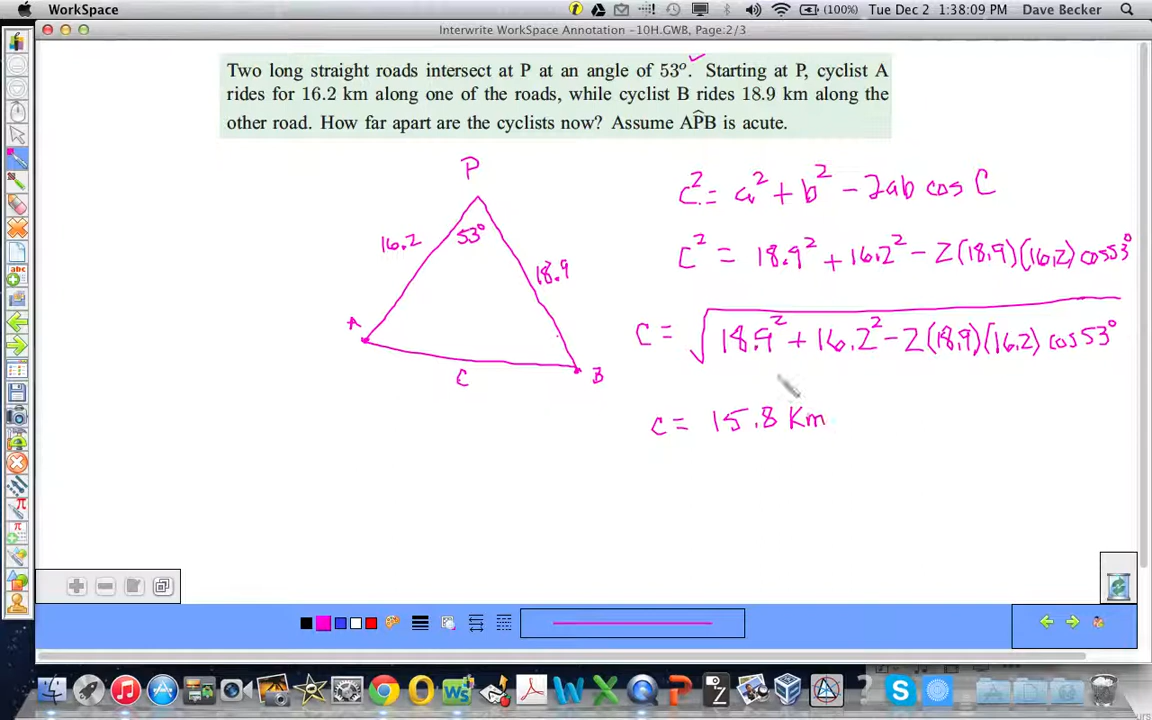 WorkSpace
(100%) Tue Dec 2 1:38:09 PM Dave Becker
Interwrite WorkSpace Annotation -10H.GWB, Page:2/3
Two long straight roads intersect at P at an angle of 53°. Starting at P, cyclist A
rides for 16.2 km along one of the roads, while cyclist B rides 18.9 km along the
other road. How far apart are the cyclists now? Assume AP̂B is acute.
P
16.2
53°
18.9
A
C
B
c² = a² + b² - 2ab cos C
c² = 18.9² + 16.2² - 2(18.9)(16.2) cos53°
c = √18.9² + 16.2² - 2(18.9)(16.2) cos53°
c = 15.8 Km
abc